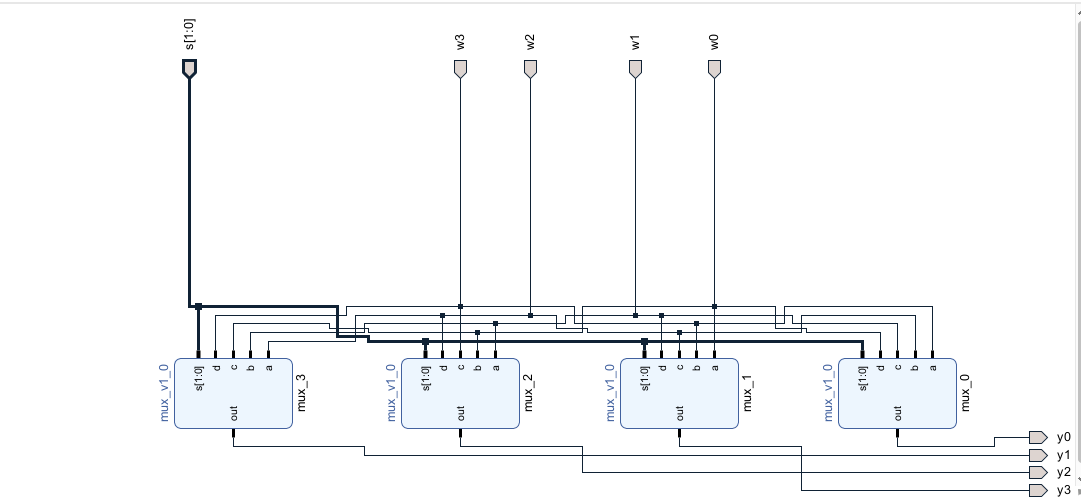 s[1:0]
w3
w2
w1
w0
mux_v1_0
s[1:0]
d
c
b
a
out
mux_3
mux_v1_0
s[1:0]
d
c
b
a
out
mux_2
mux_v1_0
s[1:0]
d
c
b
a
out
mux_1
mux_v1_0
s[1:0]
d
c
b
a
out
mux_0
y0
y1
y2
y3